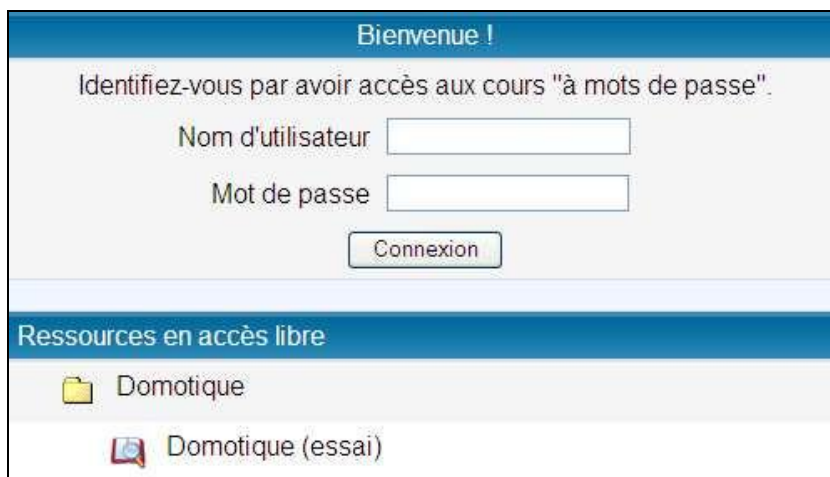 Bienvenue !
Identifiez-vous par avoir accès aux cours "à mots de passe".
Nom d'utilisateur
Mot de passe
Connexion
Ressources en accès libre
Domotique
Domotique (essai)